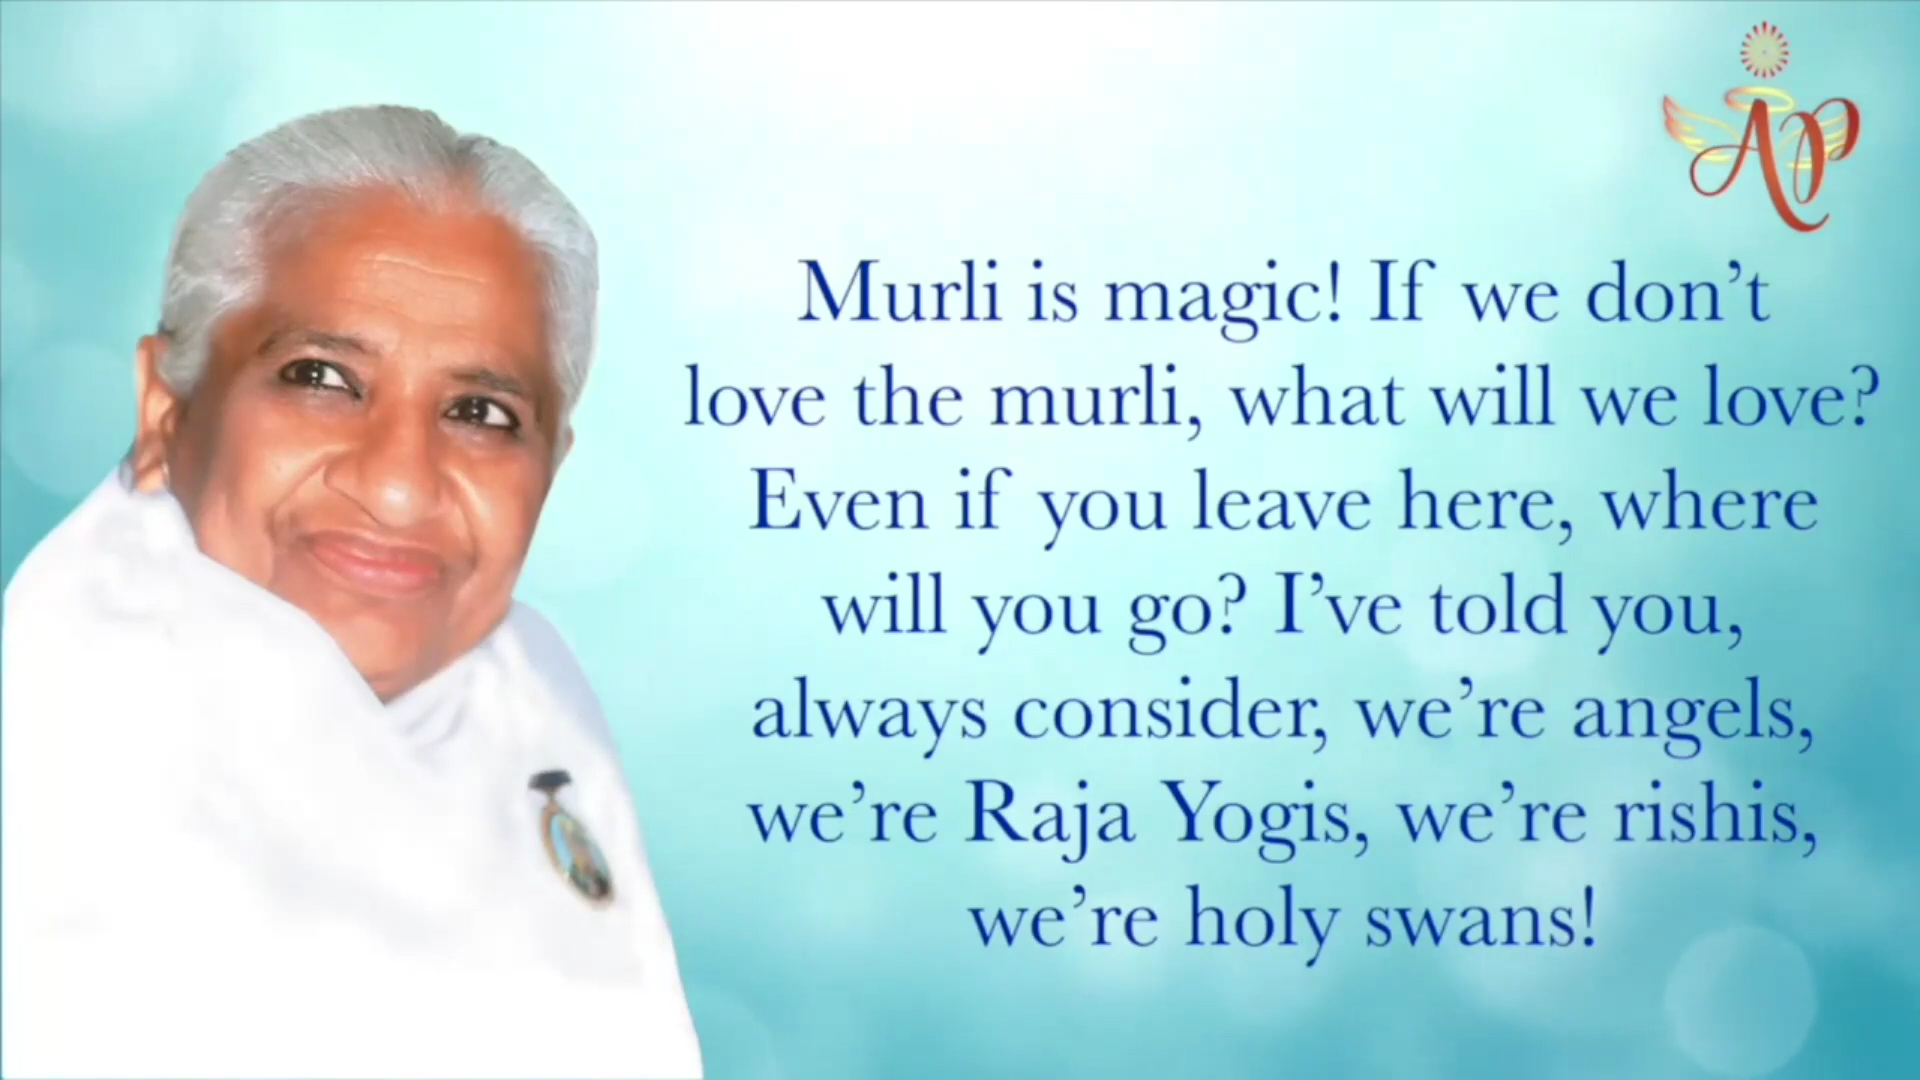 AP
Murli is magic! If we don’t
love the murli, what will we love?
Even if you leave here, where
will you go? I’ve told you,
always consider, we’re angels,
we’re Raja Yogis, we’re rishis,
we’re holy swans!